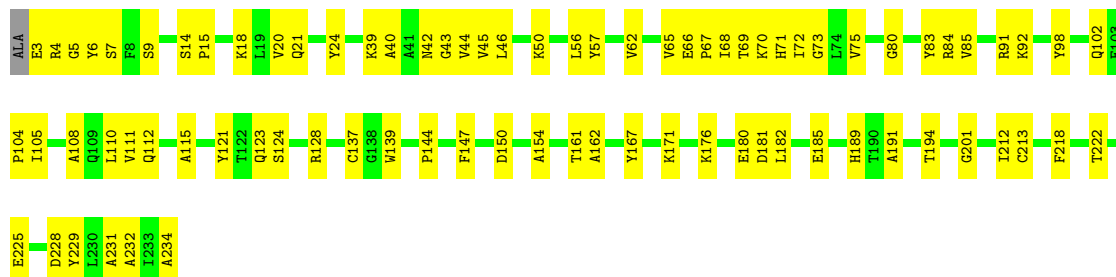 ALA E3 R4 G5 Y6 S7 F8 S9 S14 P15 K18 L19 V20 Q21 Y24 K39 A40 A41 N42 G43 V44 V45 L46 K50 L56 Y57 V62 V65 E66 P67 I68 T69 K70 H71 I72 G73 L74 V75 G80 Y83 R84 V85 R91 K92 Y98 Q102 E103
P104 I105 A108 Q109 L110 V111 Q112 A115 Y121 T122 Q123 S124 R128 C137 G138 W139 P144 F147 D150 A154 T161 A162 Y167 K171 K176 E180 D181 L182 E185 H189 T190 A191 T194 G201 I212 C213 F218 T222
E225 D228 Y229 L230 A231 A232 I233 A234